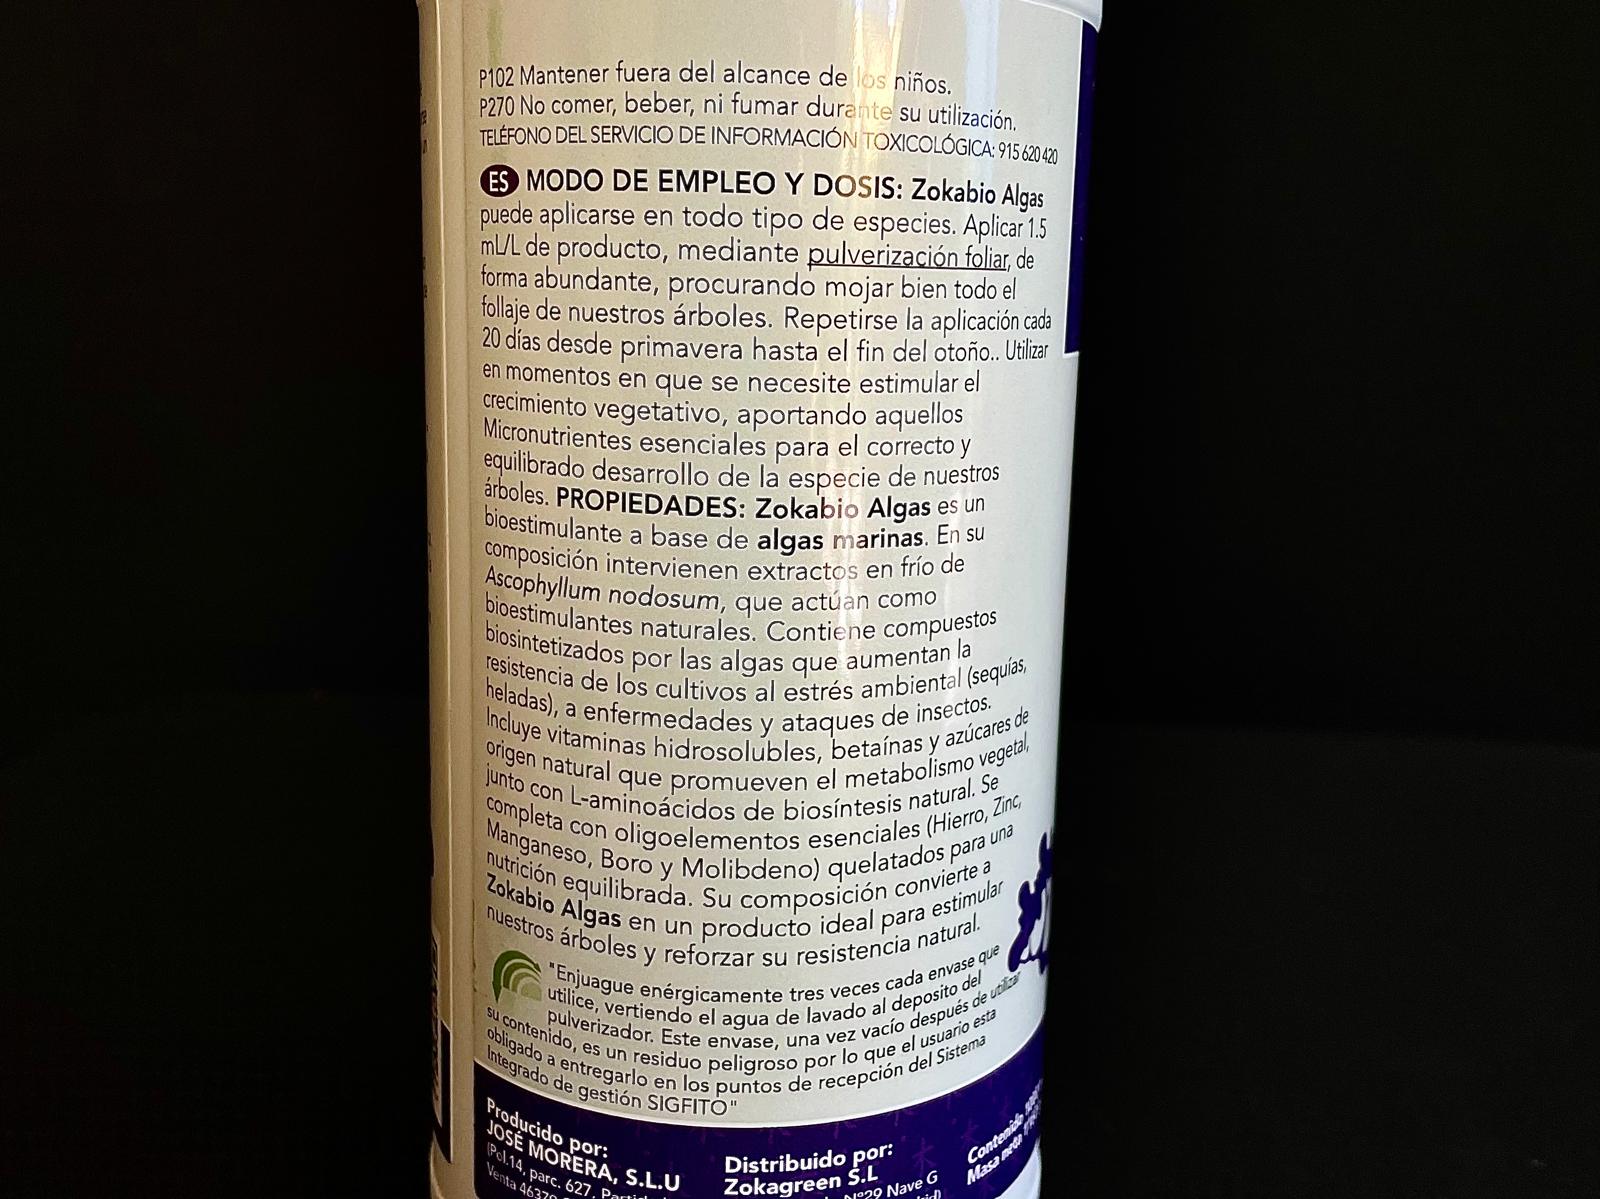 P102 Mantener fuera del alcance de los niños.
P270 No comer, beber, ni fumar durante su utilización.
TELÉFONO DEL SERVICIO DE INFORMACIÓN TOXICOLÓGICA: 915 620 420
ES MODO DE EMPLEO Y DOSIS: Zokabio Algas
puede aplicarse en todo tipo de especies. Aplicar 1.5
mL/L de producto, mediante pulverización foliar, de
forma abundante, procurando mojar bien todo el
follaje de nuestros árboles. Repetirse la aplicación cada
20 días desde primavera hasta el fin del otoño.. Utilizar
en momentos en que se necesite estimular el
crecimiento vegetativo, aportando aquellos
Micronutrientes esenciales para el correcto y
equilibrado desarrollo de la especie de nuestros
árboles. PROPIEDADES: Zokabio Algas es un
bioestimulante a base de algas marinas. En su
composición intervienen extractos en frío de
Ascophyllum nodosum, que actúan como
bioestimulantes naturales. Contiene compuestos
biosintetizados por las algas que aumentan la
resistencia de los cultivos al estrés ambiental (sequías,
heladas), a enfermedades y ataques de insectos.
Incluye vitaminas hidrosolubles, betaínas y azúcares de
origen natural que promueven el metabolismo vegetal,
junto con L-aminoácidos de biosíntesis natural. Se
completa con oligoelementos esenciales (Hierro, Zinc,
Manganeso, Boro y Molibdeno) quelatados para una
nutrición equilibrada. Su composición convierte a
Zokabio Algas en un producto ideal para estimular
nuestros árboles y reforzar su resistencia natural.
"Enjuague enérgicamente tres veces cada envase que
utilice, vertiendo el agua de lavado al deposito del
pulverizador. Este envase, una vez vacío después de utilizar
su contenido, es un residuo peligroso por lo que el usuario esta
obligado a entregarlo en los puntos de recepción del Sistema
Integrado de gestión SIGFITO"
Producido por:
JOSÉ MORERA, S.L.U
(Pol.14, parc. 627,
Venta 46370
Distribuido por:
Zokagreen S.L
Nº29 Nave G
Contenido
Masa neta